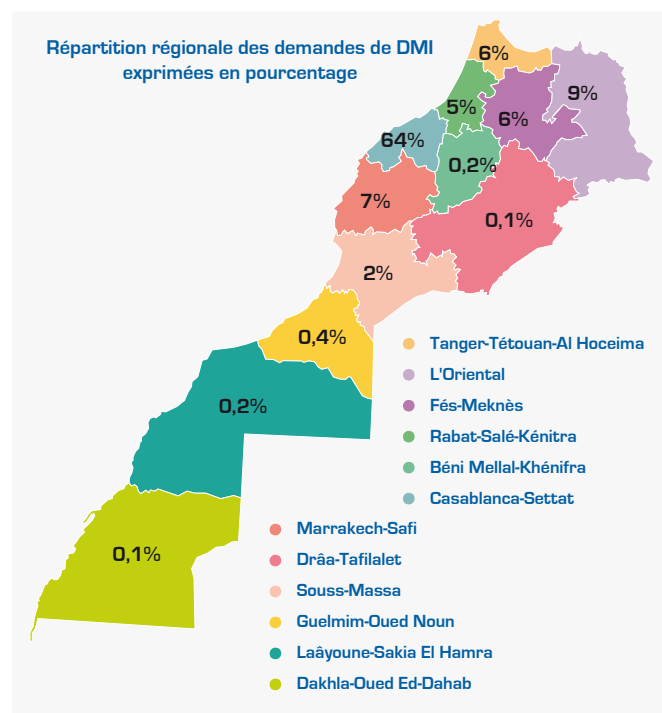 Répartition régionale des demandes de DMI
exprimées en pourcentage
6%
9%
5%
6%
64%
0,2%
7%
0,1%
2%
0,4%
0,2%
0,1%
Tanger-Tétouan-Al Hoceima
L'Oriental
Fés-Meknès
Rabat-Salé-Kénitra
Béni Mellal-Khénifra
Casablanca-Settat
Marrakech-Safi
Drâa-Tafilalet
Souss-Massa
Guelmim-Oued Noun
Laâyoune-Sakia El Hamra
Dakhla-Oued Ed-Dahab